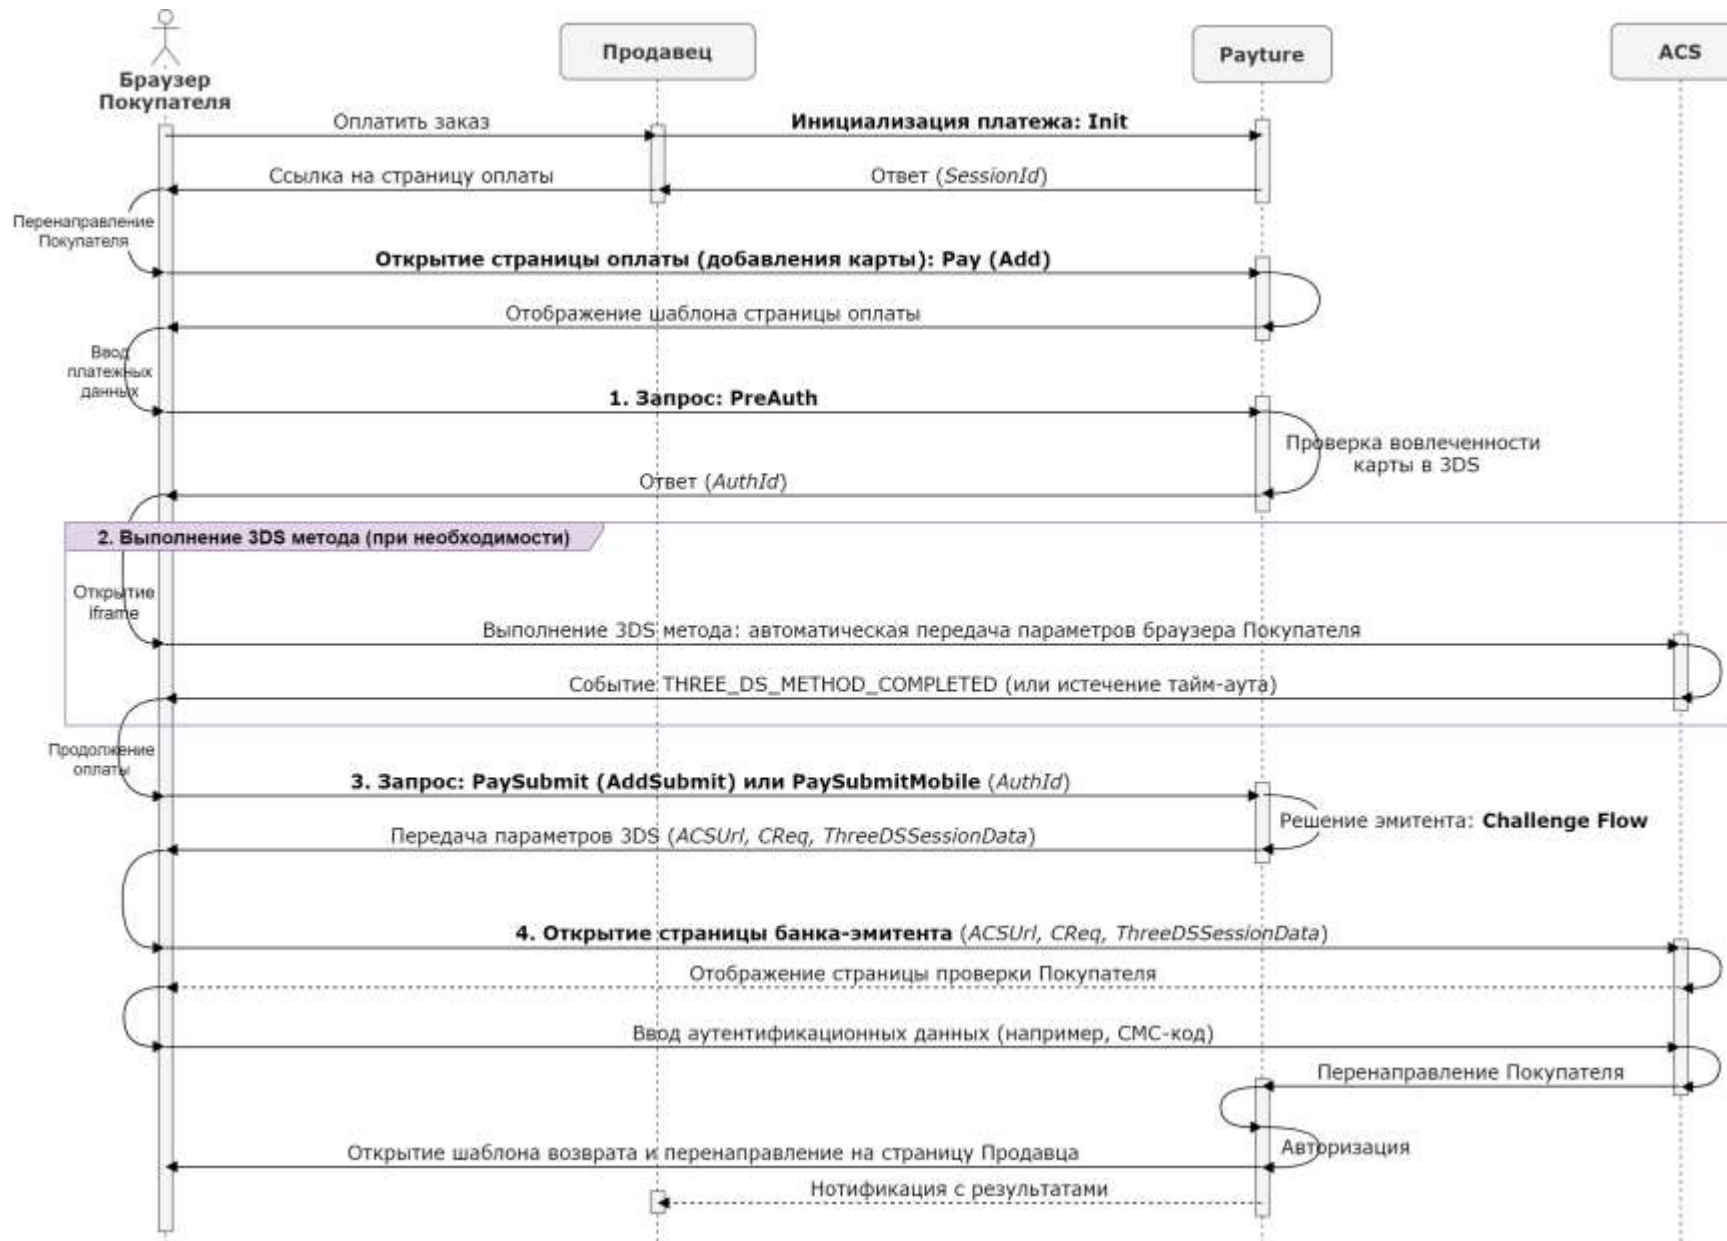 Браузер
Покупателя
Продавец
Payture
ACS
Оплатить заказ
Инициализация платежа: Init
Ссылка на страницу оплаты
Ответ (SessionId)
Перенаправление
Покупателя
Открытие страницы оплаты (добавления карты): Pay (Add)
Отображение шаблона страницы оплаты
Ввод
платежных
данных
1. Запрос: PreAuth
Проверка вовлеченности
карты в 3DS
Ответ (AuthId)
2. Выполнение 3DS метода (при необходимости)
Открытие
iframe
Выполнение 3DS метода: автоматическая передача параметров браузера Покупателя
Событие THREE_DS_METHOD_COMPLETED (или истечение тайм-аута)
Продолжение
оплаты
3. Запрос: PaySubmit (AddSubmit) или PaySubmitMobile (AuthId)
Решение эмитента: Challenge Flow
Передача параметров 3DS (ACSUrl, CReq, ThreeDSSessionData)
4. Открытие страницы банка-эмитента (ACSUrl, CReq, ThreeDSSessionData)
Отображение страницы проверки Покупателя
Ввод аутентификационных данных (например, СМС-код)
Перенаправление Покупателя
Авторизация
Открытие шаблона возврата и перенаправление на страницу Продавца
Нотификация с результатами